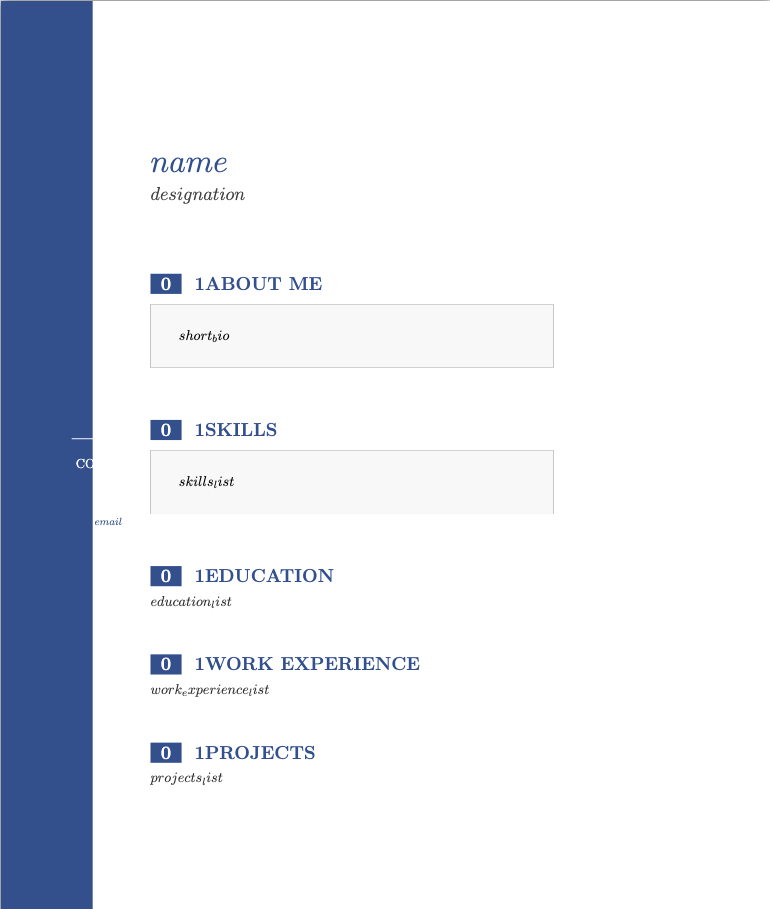 name
designation
0 1ABOUT ME
short_bio
0 1SKILLS
CO
skills_list
email
0 1EDUCATION
education_list
0 1WORK EXPERIENCE
work_experience_list
0 1PROJECTS
projects_list